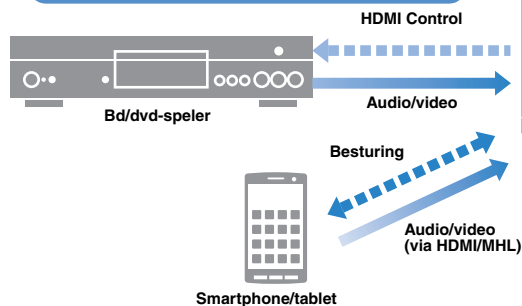 HDMI Control
Audio/video
Bd/dvd-speler
Besturing
Audio/video
(via HDMI/MHL)
Smartphone/tablet